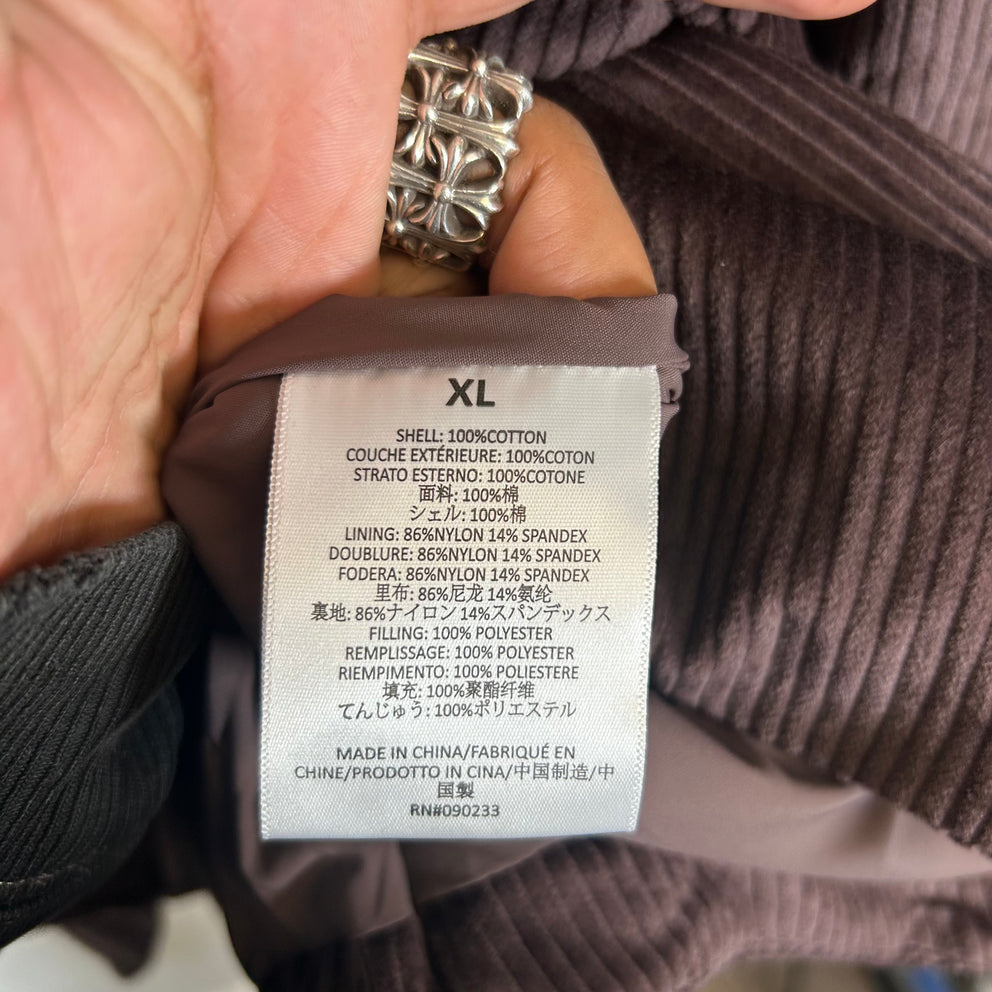 XL
SHELL: 100%COTTON
COUCHE EXTÉRIEURE: 100%COTON
STRATO ESTERNO: 100%COTONE
面料: 100%棉
シェル: 100%棉
LINING: 86%NYLON 14% SPANDEX
DOUBLURE: 86%NYLON 14% SPANDEX
FODERA: 86%NYLON 14% SPANDEX
里布: 86%尼龙 14%氨纶
裏地: 86%ナイロン 14%スパンデックス
FILLING: 100% POLYESTER
REMPLISSAGE: 100% POLYESTER
RIEMPIMENTO: 100% POLIESTERE
填充: 100%聚酯纤维
てんじゅう: 100%ポリエステル
MADE IN CHINA/FABRIQUÉ EN
CHINE/PRODOTTO IN CINA/中国制造/中
国製
RN#090233